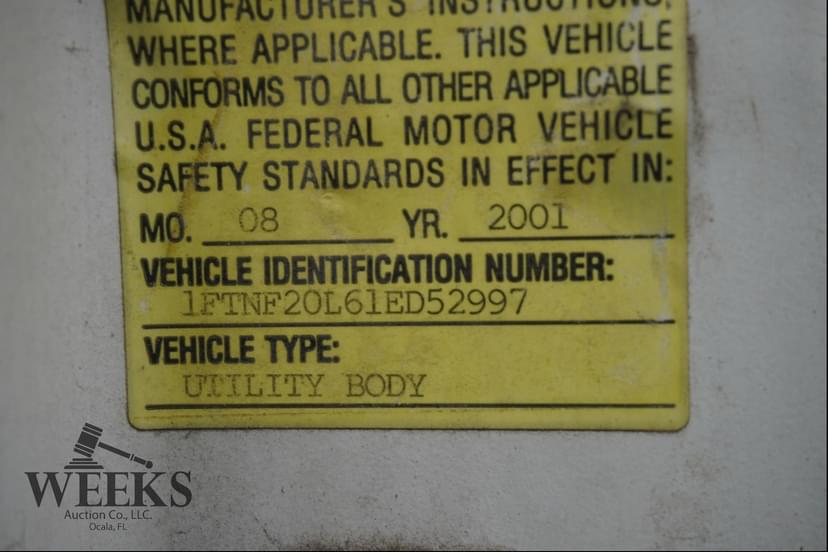 MANUFACTURER'S INSTRUCTIONS,
WHERE APPLICABLE. THIS VEHICLE
CONFORMS TO ALL OTHER APPLICABLE
U.S.A. FEDERAL MOTOR VEHICLE
SAFETY STANDARDS IN EFFECT IN:
MO. 08 YR. 2001
VEHICLE IDENTIFICATION NUMBER:
1FTNF20L61ED52997
VEHICLE TYPE:
UTILITY BODY
WEEKS
Auction Co., LLC.
Ocala, FL